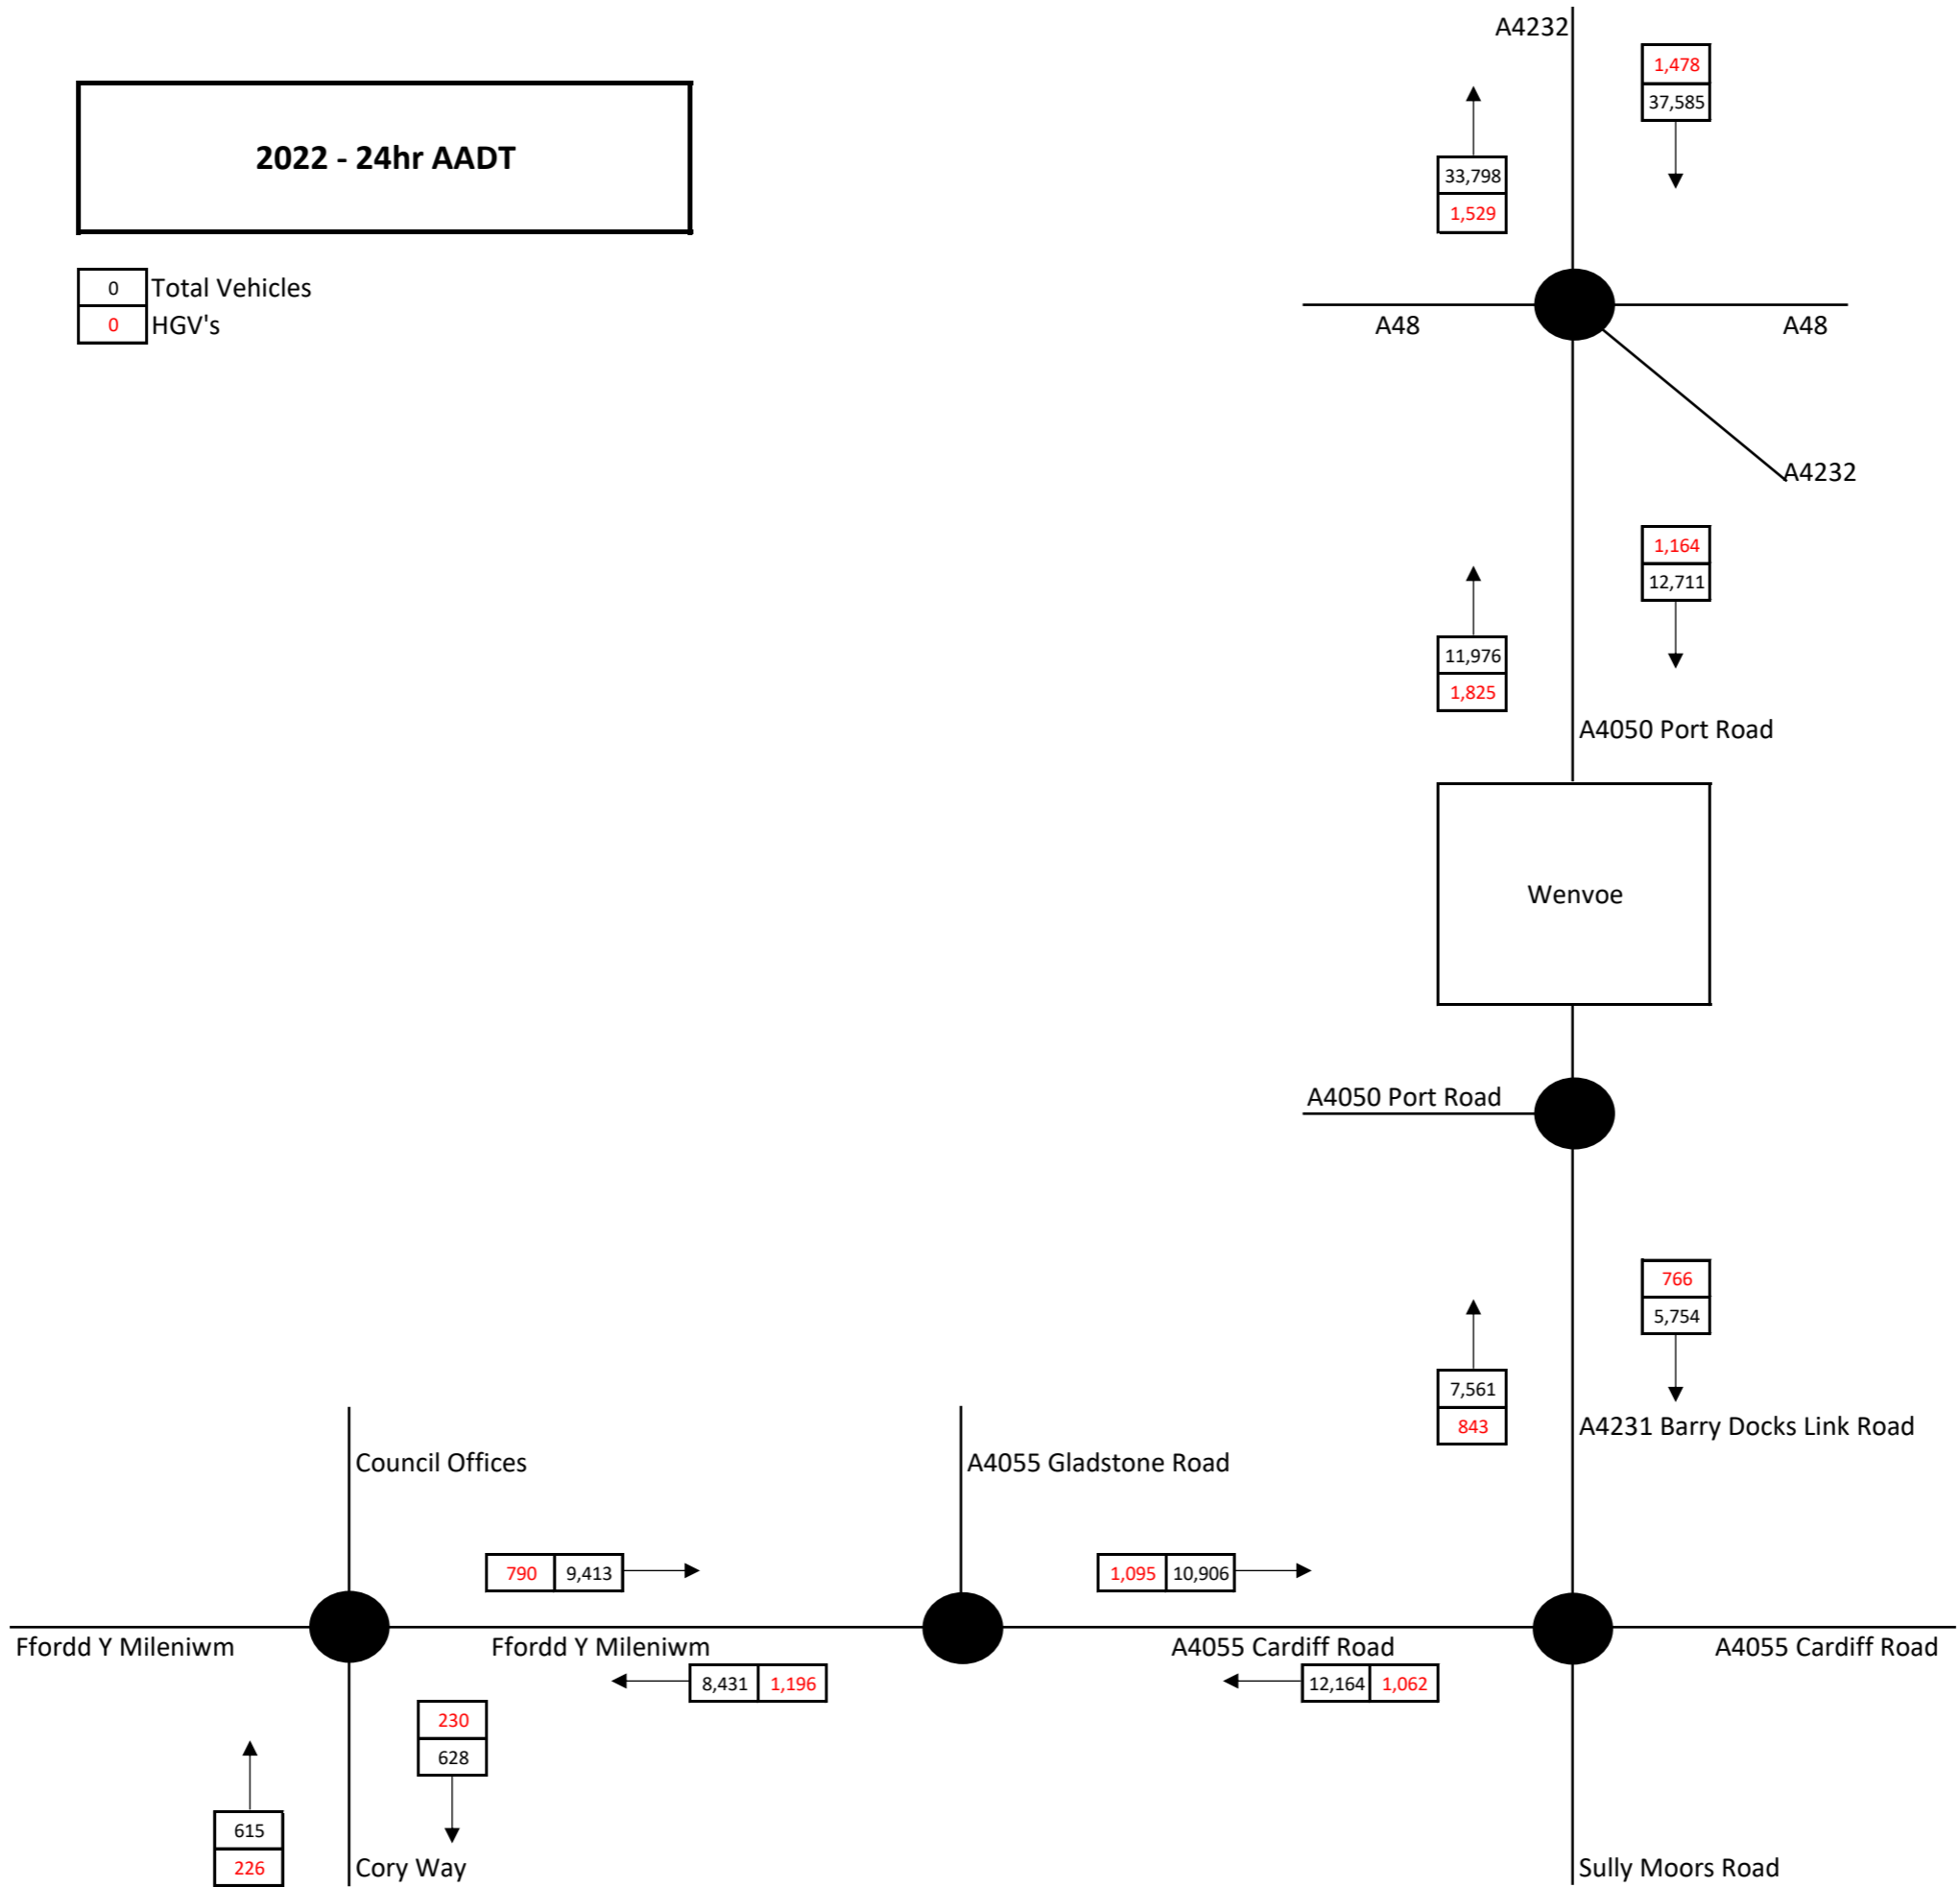 A4232
1,478
37,585
2022 - 24hr AADT
33,798
1,529
0 Total Vehicles
0 HGV's
A48
A48
A4232
1,164
12,711
11,976
1,825
A4050 Port Road
Wenvoe
A4050 Port Road
766
5,754
7,561
843
A4231 Barry Docks Link Road
Council Offices
A4055 Gladstone Road
790 9,413
1,095 10,906
Ffordd Y Mileniwm
Ffordd Y Mileniwm
A4055 Cardiff Road
A4055 Cardiff Road
8,431 1,196
12,164 1,062
230
628
615
226
Cory Way
Sully Moors Road